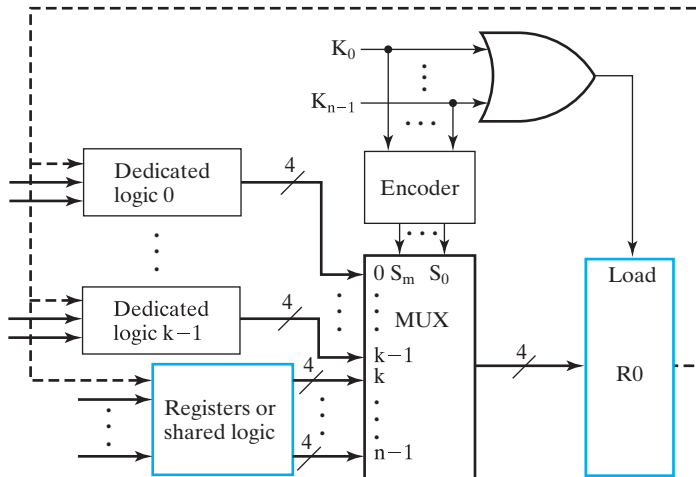 K₀
Kₙ₋₁
Dedicated
logic 0
4
Encoder
0 Sₘ S₀
MUX
Load
Dedicated
logic k−1
4
k−1
k
4
R0
Registers or
shared logic
4
4
n−1